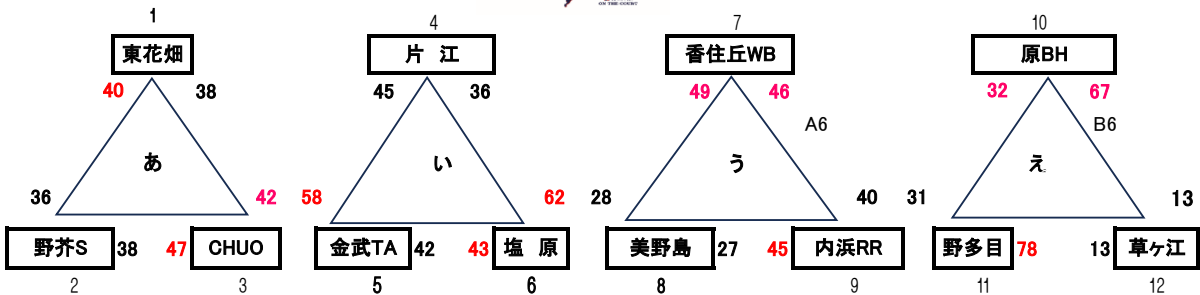 ON THE COURT
1 4 7 10
東花畑 片 江 香住丘WB 原BH
40 38 45 36 49 46 32 67
A6 B6
あ い う え
36 42 58 62 28 40 31 13
野芥S 38 47 CHUO 金武TA 42 43 塩 原 美野島 27 45 内浜RR 野多目 78 13 草ヶ江
2 3 5 6 8 9 11 12